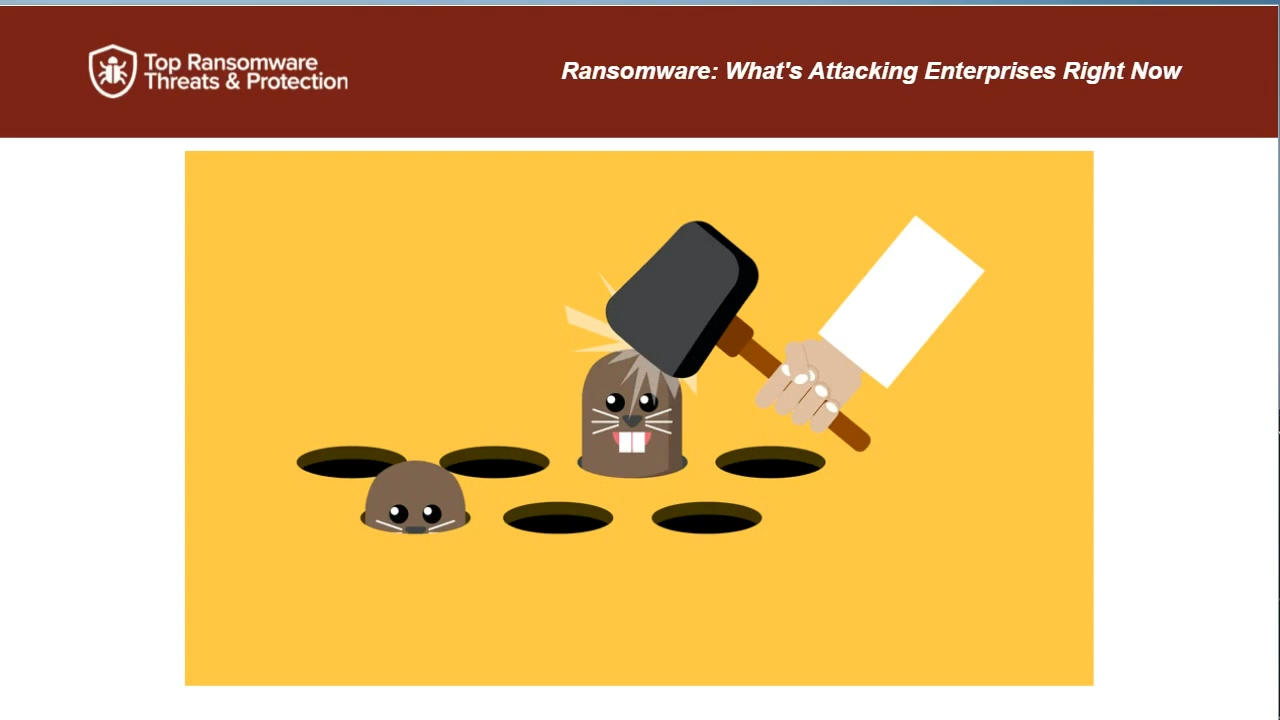 Top Ransomware
Threats & Protection
Ransomware: What's Attacking Enterprises Right Now